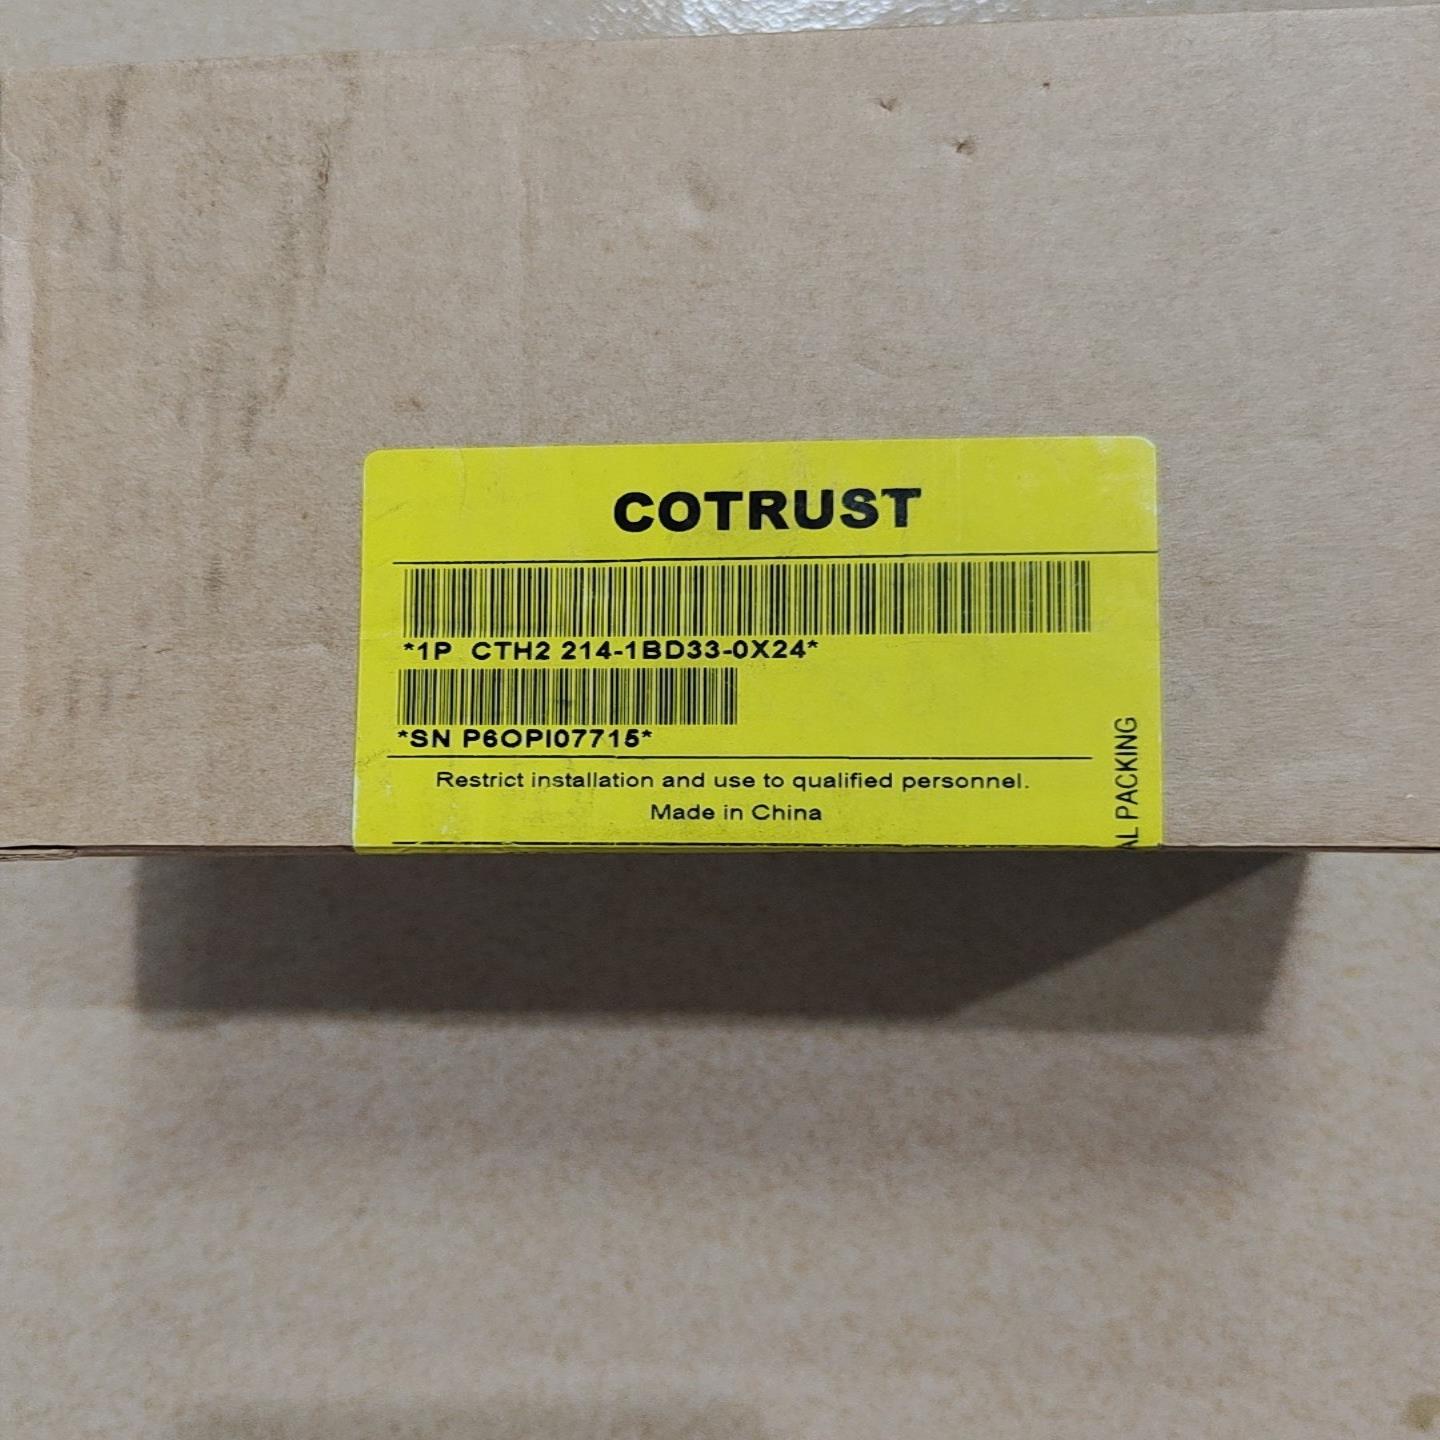 COTRUST
*1P CTH2 214-1BD33-0X24*
*SN P6OPI07715*
Restrict installation and use to qualified personnel.
Made in China
AL PACKING